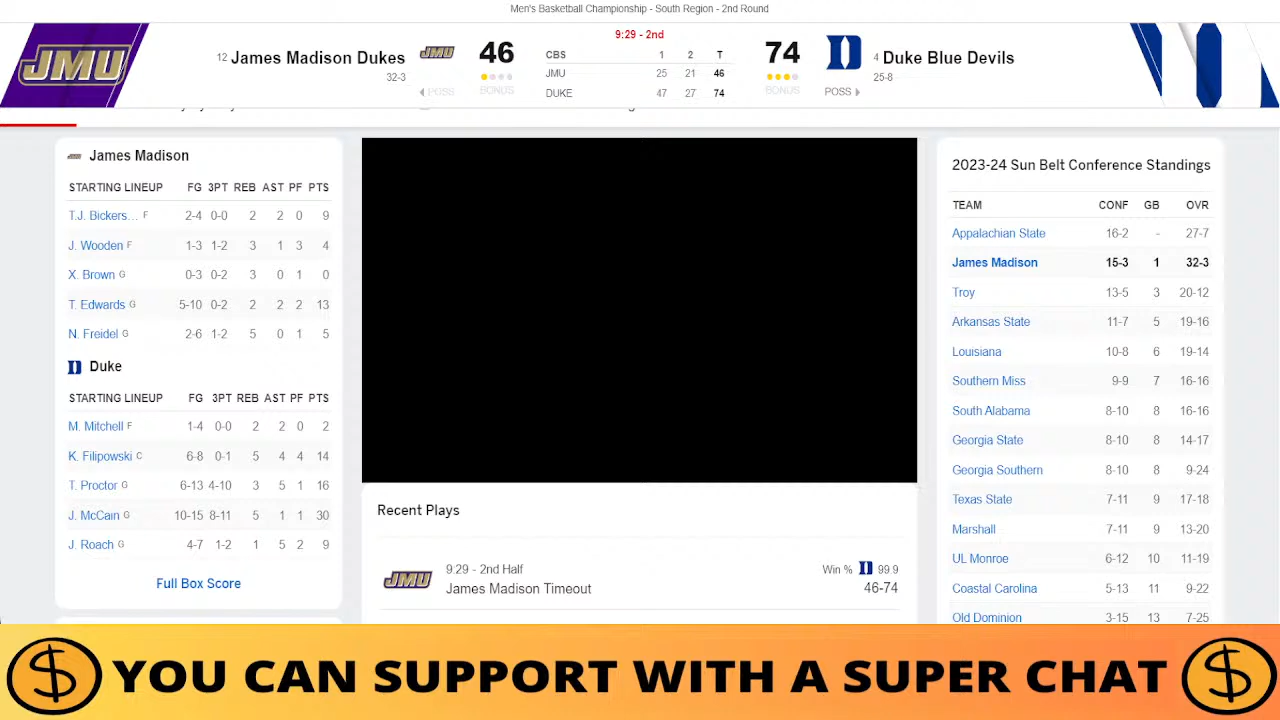 Men's Basketball Championship - South Region - 2nd Round
JMU
12 James Madison Dukes
32-3
JMU
46
POSS
BONUS
9:29 - 2nd
CBS 1 2 T
JMU 25 21 46
DUKE 47 27 74
74
BONUS
4 Duke Blue Devils
25-8
POSS
James Madison
STARTING LINEUP FG 3PT REB AST PF PTS
T.J. Bickers... F 2-4 0-0 2 2 0 9
J. Wooden F 1-3 1-2 3 1 3 4
X. Brown G 0-3 0-2 3 0 1 0
T. Edwards G 5-10 0-2 2 2 2 13
N. Freidel G 2-6 1-2 5 0 1 5
Duke
STARTING LINEUP FG 3PT REB AST PF PTS
M. Mitchell F 1-4 0-0 2 2 0 2
K. Filipowski C 6-8 0-1 5 4 4 14
T. Proctor G 6-13 4-10 3 5 1 16
J. McCain G 10-15 8-11 5 1 1 30
J. Roach G 4-7 1-2 1 5 2 9
Full Box Score
Recent Plays
JMU
9:29 - 2nd Half
James Madison Timeout
Win % 99.9
46-74
2023-24 Sun Belt Conference Standings
TEAM CONF GB OVR
Appalachian State 16-2 - 27-7
James Madison 15-3 1 32-3
Troy 13-5 3 20-12
Arkansas State 11-7 5 19-16
Louisiana 10-8 6 19-14
Southern Miss 9-9 7 16-16
South Alabama 8-10 8 16-16
Georgia State 8-10 8 14-17
Georgia Southern 8-10 8 9-24
Texas State 7-11 9 17-18
Marshall 7-11 9 13-20
UL Monroe 6-12 10 11-19
Coastal Carolina 5-13 11 9-22
Old Dominion 3-15 13 7-25
$ YOU CAN SUPPORT WITH A SUPER CHAT $